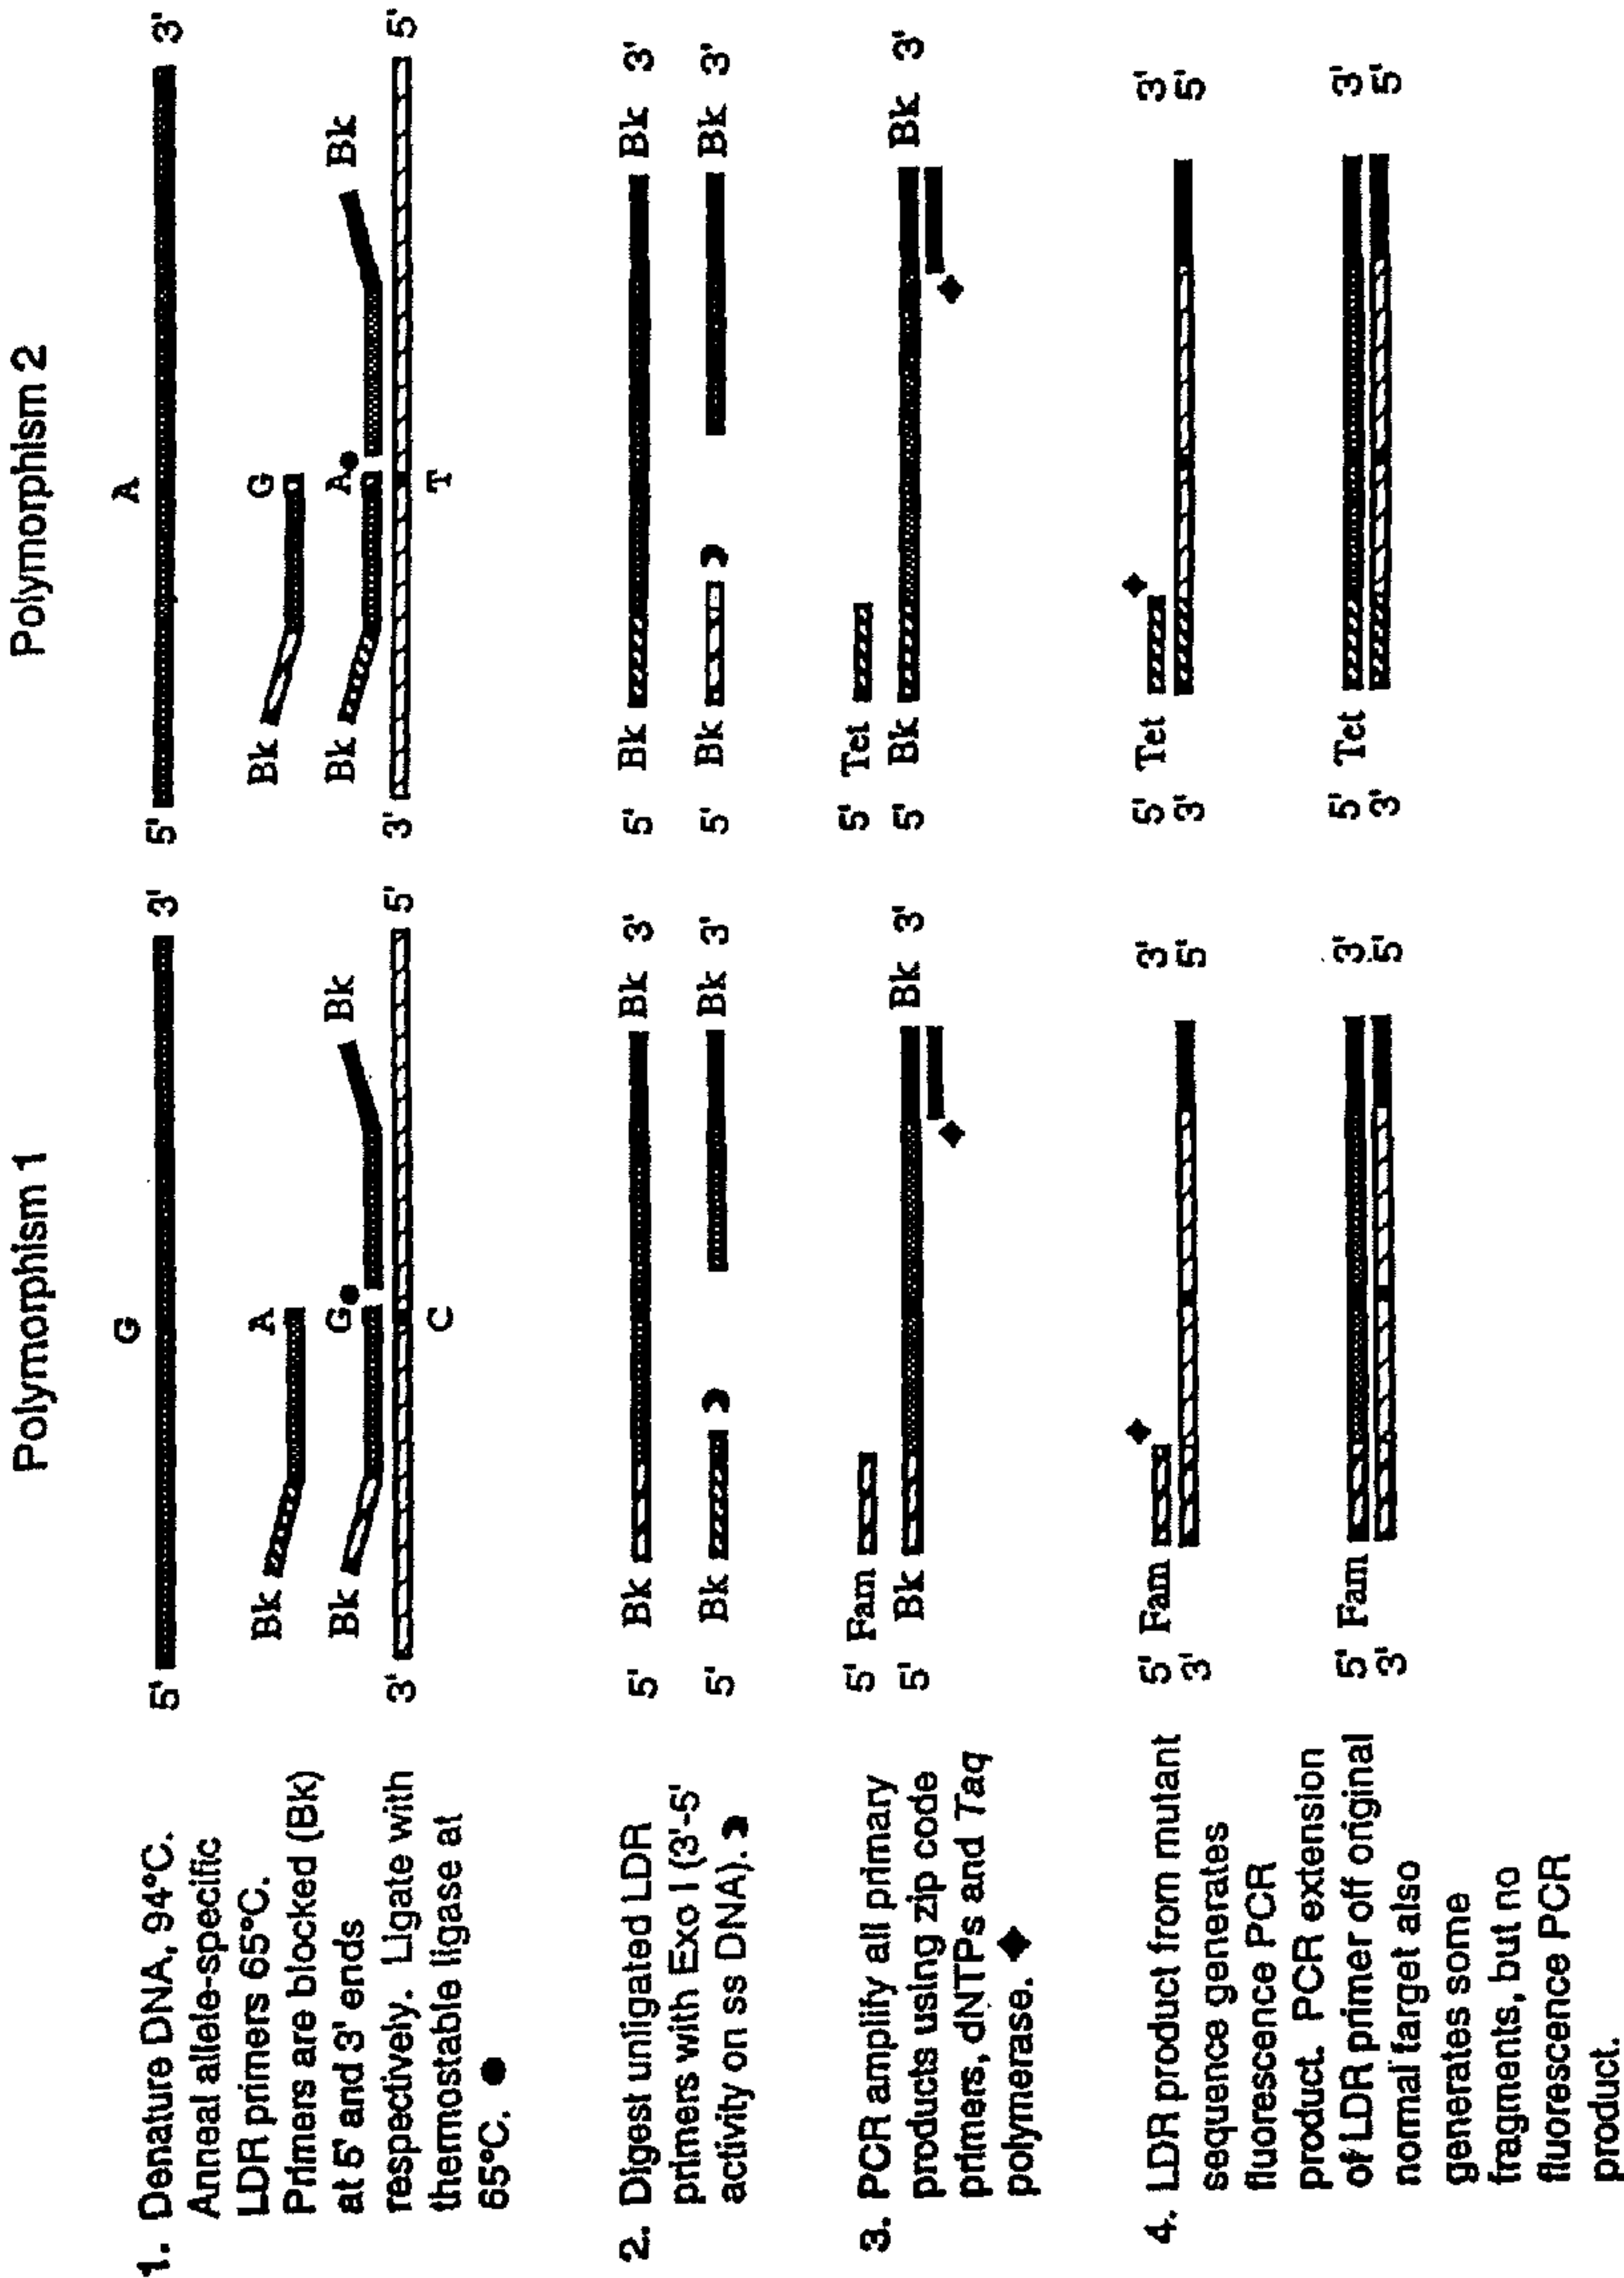 Polymorphism 1 Polymorphism 2
1. Denature DNA, 94°C.
Anneal allele-specific
LDR primers 65°C.
Primers are blocked (Bk)
at 5' and 3' ends
respectively. Ligate with
thermostable ligase at
65°C. ●
G
5' 3'
Bk A
Bk G Bk
3' 5'
C
A
5' 3'
Bk G
Bk A Bk
3' 5'
T
2. Digest unligated LDR
primers with Exo I (3'-5'
activity on ss DNA).
5' Bk Bk 3'
5' Bk Bk 3'
5' Bk Bk 3'
5' Bk Bk 3'
3. PCR amplify all primary
products using zip code
primers, dNTPs and Taq
polymerase. ◆
5' Fam
5' Bk Bk 3'
5' Tet
5' Bk Bk 3'
4. LDR product from mutant
sequence generates
fluorescence PCR
product. PCR extension
of LDR primer off original
normal target also
generates some
fragments, but no
fluorescence PCR
product.
5' Fam 3'
3' 5'
5' Fam 3'
3' 5'
5' Tet 3'
3' 5'
5' Tet 3'
3' 5'